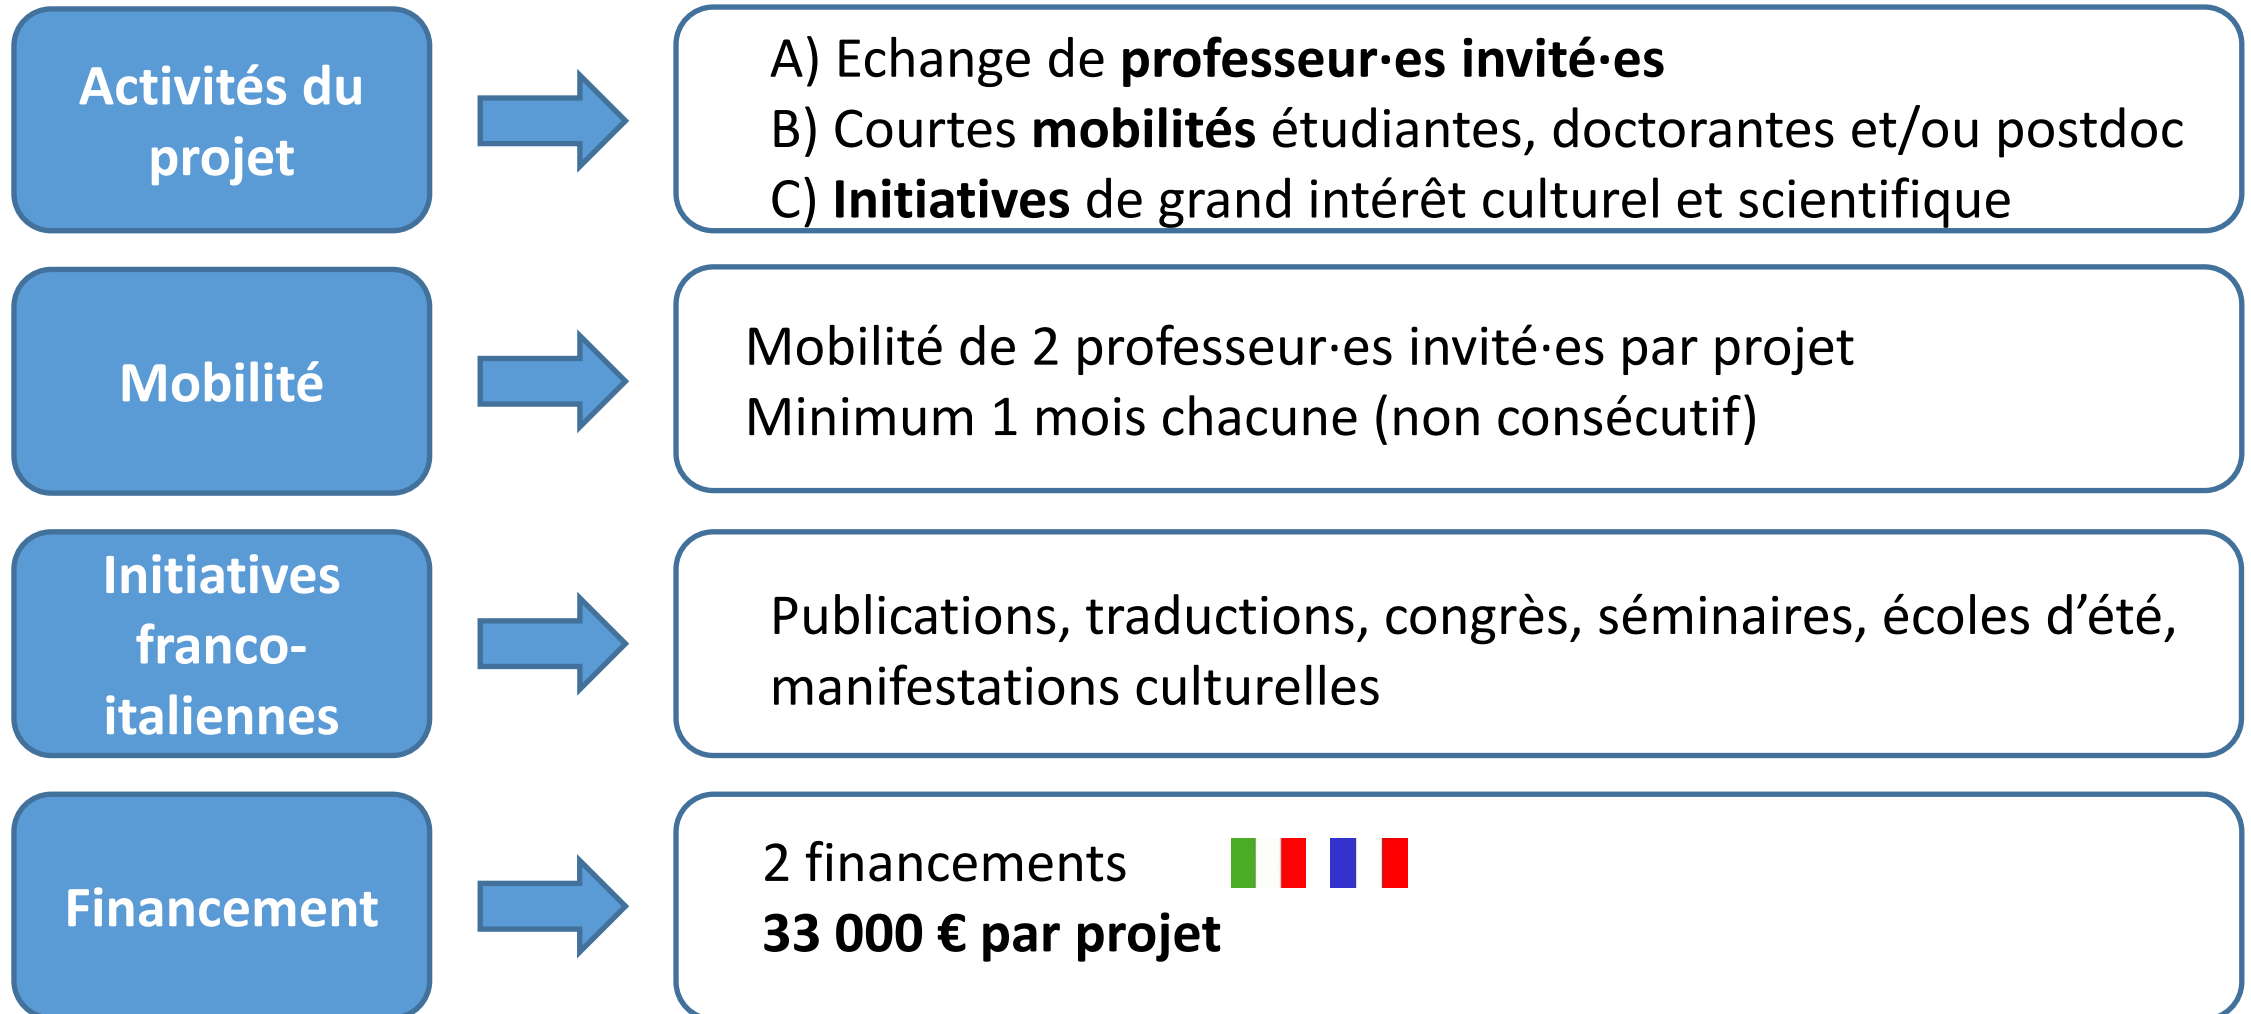 Activités du
projet
A) Echange de professeur·es invité·es
B) Courtes mobilités étudiantes, doctorantes et/ou postdoc
C) Initiatives de grand intérêt culturel et scientifique
Mobilité
Mobilité de 2 professeur·es invité·es par projet
Minimum 1 mois chacune (non consécutif)
Initiatives
franco-
italiennes
Publications, traductions, congrès, séminaires, écoles d’été,
manifestations culturelles
Financement
2 financements
33 000 € par projet